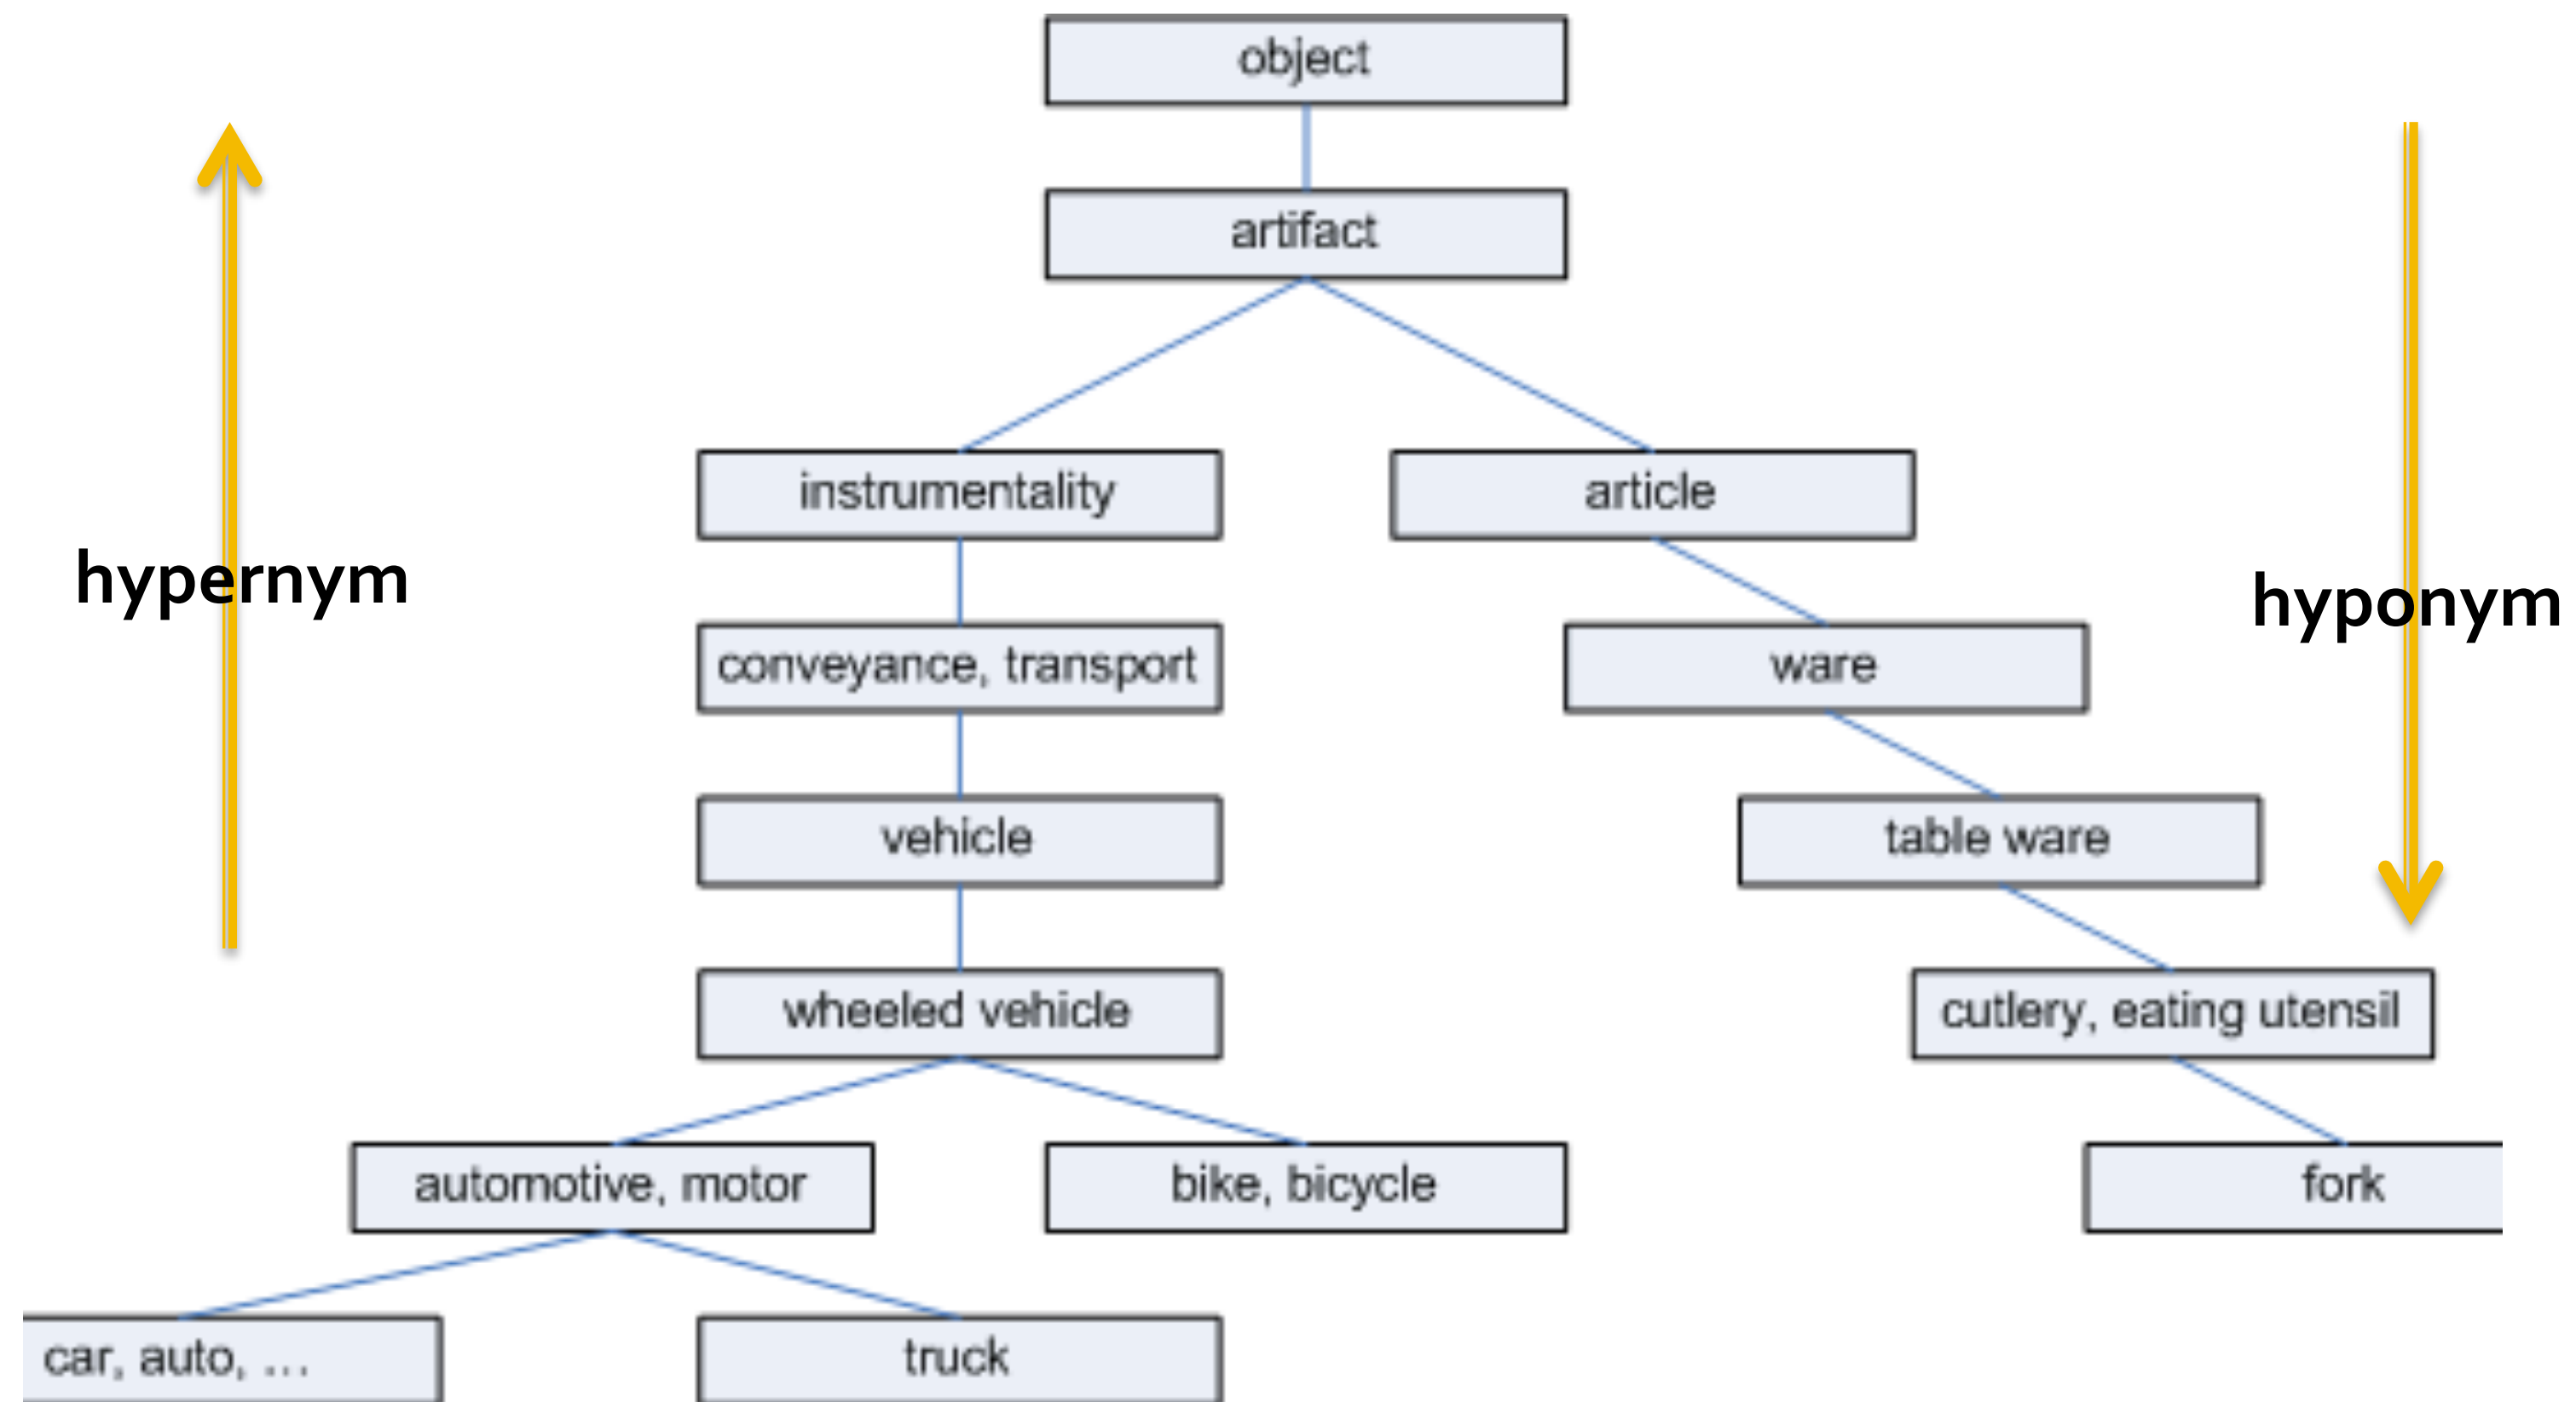 object
artifact
instrumentality
article
hypernym
hyponym
conveyance, transport
ware
vehicle
table ware
wheeled vehicle
cutlery, eating utensil
automotive, motor
bike, bicycle
fork
car, auto, ...
truck